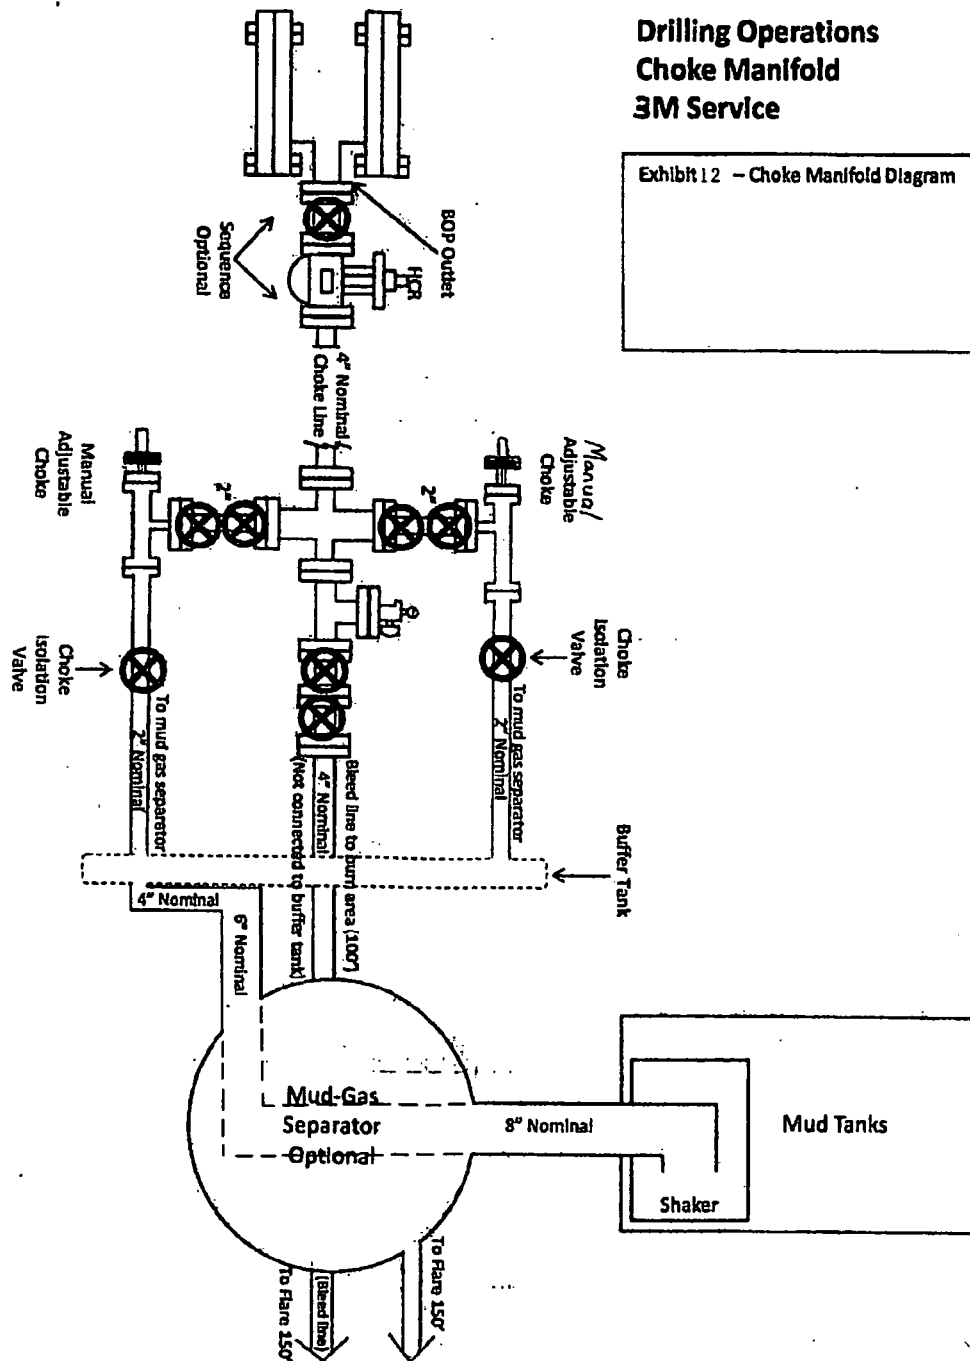 Drilling Operations
Choke Manifold
3M Service
Exhibit 12 – Choke Manifold Diagram
BOP Outlet
HCR
Sequence
Optional
4" Nominal
Choke Line
Manual
Adjustable
Choke
2"
2"
Manual
Adjustable
Choke
Choke
Isolation
Valve
Choke
Isolation
Valve
To mud gas separator
2" Nominal
Bleed line to burn area (100')
4" Nominal
(Not connected to buffer tank)
To mud gas separator
2" Nominal
Buffer Tank
4" Nominal
6" Nominal
Mud-Gas
Separator
Optional
8" Nominal
Mud Tanks
Shaker
To Flare 150'
(Bleed line)
To Flare 150'